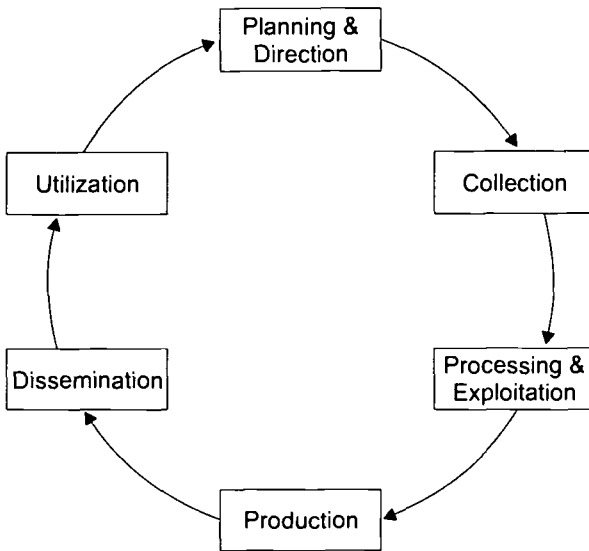 Planning &
Direction
Collection
Processing &
Exploitation
Production
Dissemination
Utilization